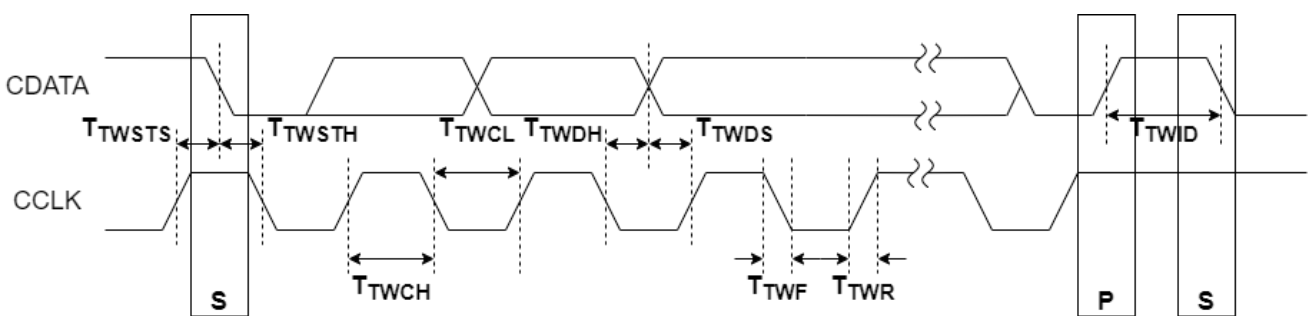 CDATA
TTWSTS
TTWSTH
TTWCL
TTWDH
TTWDS
TTWID
CCLK
TTWCH
TTWF
TTWR
S
P
S